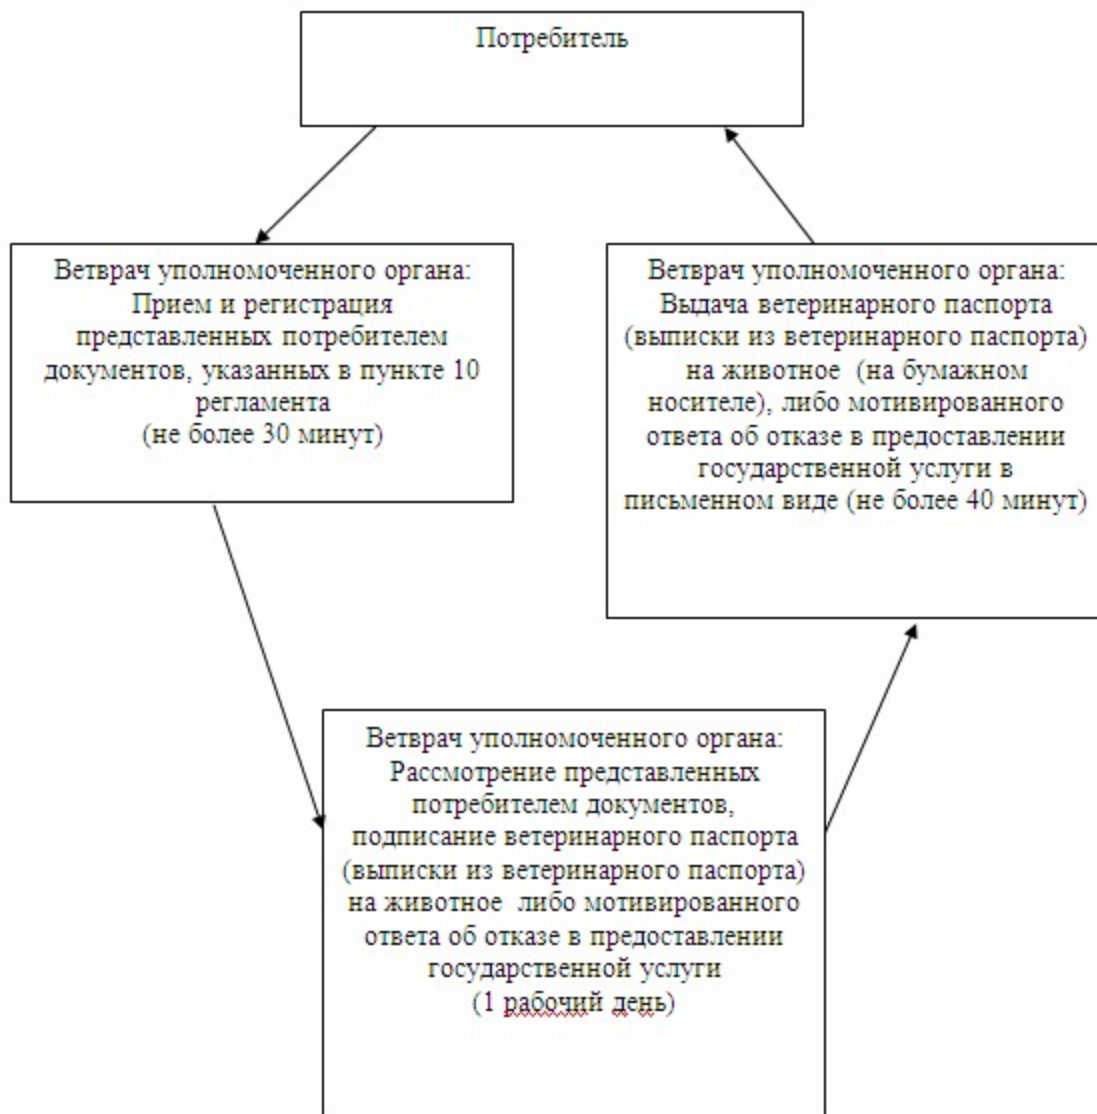 Потребитель
Ветврач уполномоченного органа:
Прием и регистрация
представленных потребителем
документов, указанных в пункте 10
регламента
(не более 30 минут)
Ветврач уполномоченного органа:
Выдача ветеринарного паспорта
(выписки из ветеринарного паспорта)
на животное (на бумажном
носителе), либо мотивированного
ответа об отказе в предоставлении
государственной услуги в
письменном виде (не более 40 минут)
Ветврач уполномоченного органа:
Рассмотрение представленных
потребителем документов,
подписание ветеринарного паспорта
(выписки из ветеринарного паспорта)
на животное либо мотивированного
ответа об отказе в предоставлении
государственной услуги
(1 рабочий день)